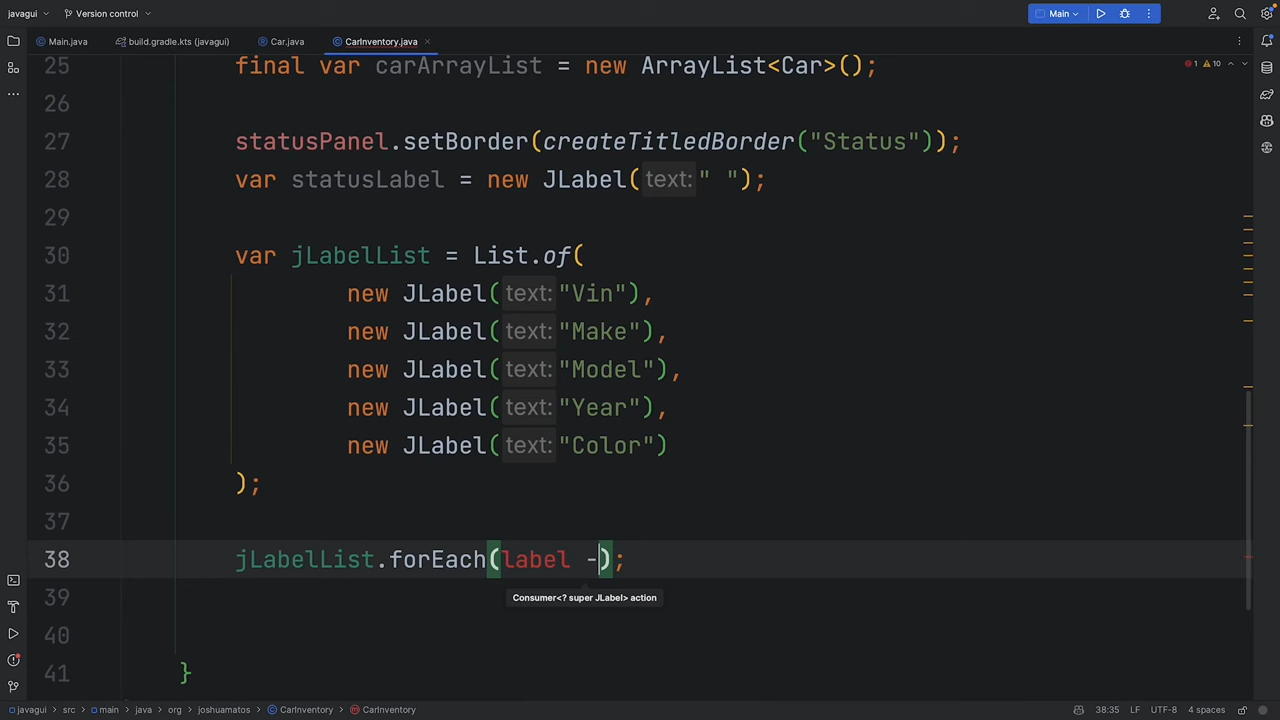 javagui Version control Main
Main.java build.gradle.kts (javagui) Car.java CarInventory.java
25 final var carArrayList = new ArrayList<Car>(); 1 10
26
27 statusPanel.setBorder(createTitledBorder("Status"));
28 var statusLabel = new JLabel( text: " ");
29
30 var jLabelList = List.of(
31 new JLabel( text: "Vin"),
32 new JLabel( text: "Make"),
33 new JLabel( text: "Model"),
34 new JLabel( text: "Year"),
35 new JLabel( text: "Color")
36 );
37
38 jLabelList.forEach(label -);
39 Consumer<? super JLabel> action
40
41 }
javagui src main java org joshuamatos CarInventory CarInventory 38:35 LF UTF-8 4 spaces